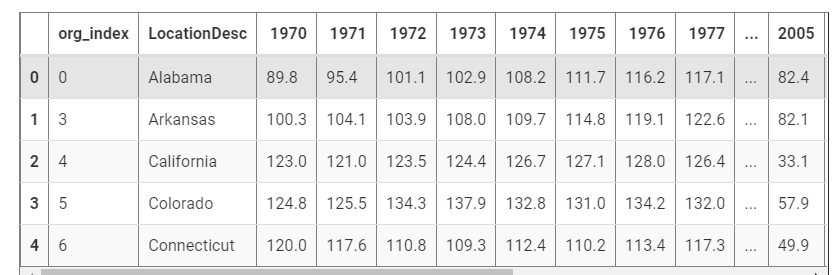 org_index LocationDesc 1970 1971 1972 1973 1974 1975 1976 1977 ... 2005
0 0 Alabama 89.8 95.4 101.1 102.9 108.2 111.7 116.2 117.1 ... 82.4
1 3 Arkansas 100.3 104.1 103.9 108.0 109.7 114.8 119.1 122.6 ... 82.1
2 4 California 123.0 121.0 123.5 124.4 126.7 127.1 128.0 126.4 ... 33.1
3 5 Colorado 124.8 125.5 134.3 137.9 132.8 131.0 134.2 132.0 ... 57.9
4 6 Connecticut 120.0 117.6 110.8 109.3 112.4 110.2 113.4 117.3 ... 49.9